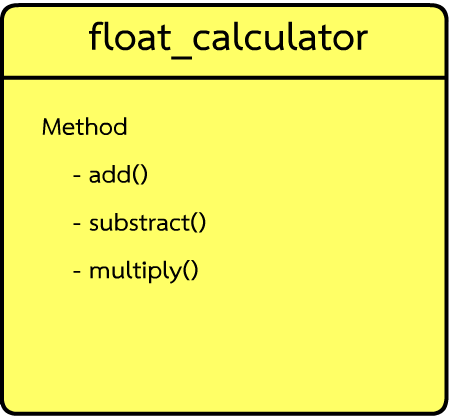 float_calculator
Method
- add()
- substract()
- multiply()